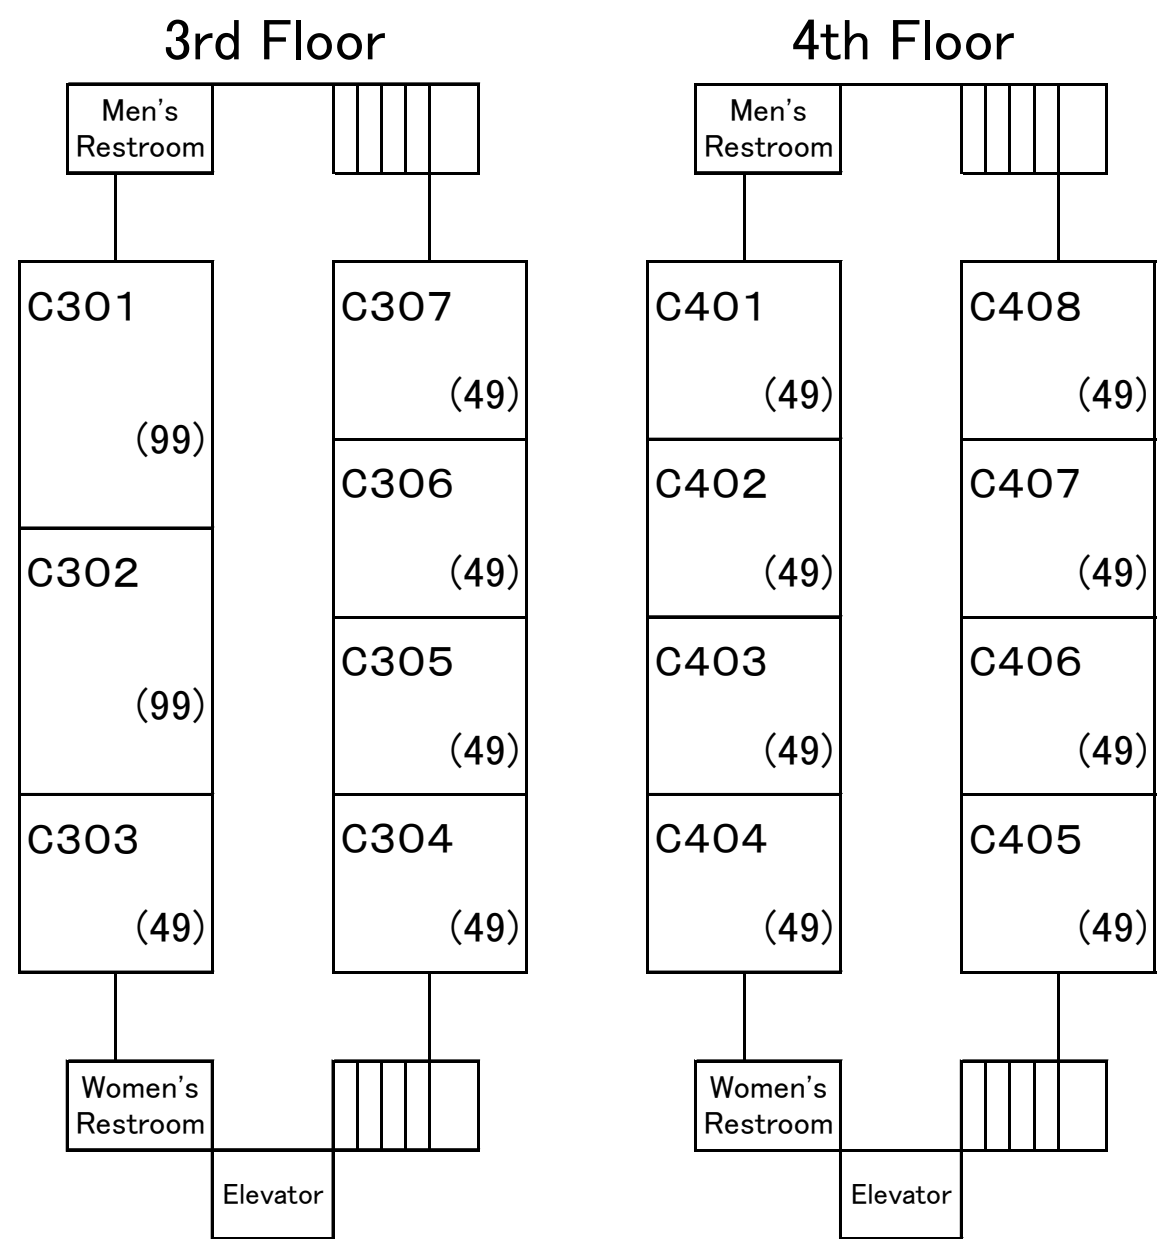 3rd Floor
Men's
Restroom
C301
(99)
C302
(99)
C303
(49)
C307
(49)
C306
(49)
C305
(49)
C304
(49)
Women's
Restroom
Elevator
4th Floor
Men's
Restroom
C401
(49)
C402
(49)
C403
(49)
C404
(49)
C408
(49)
C407
(49)
C406
(49)
C405
(49)
Women's
Restroom
Elevator